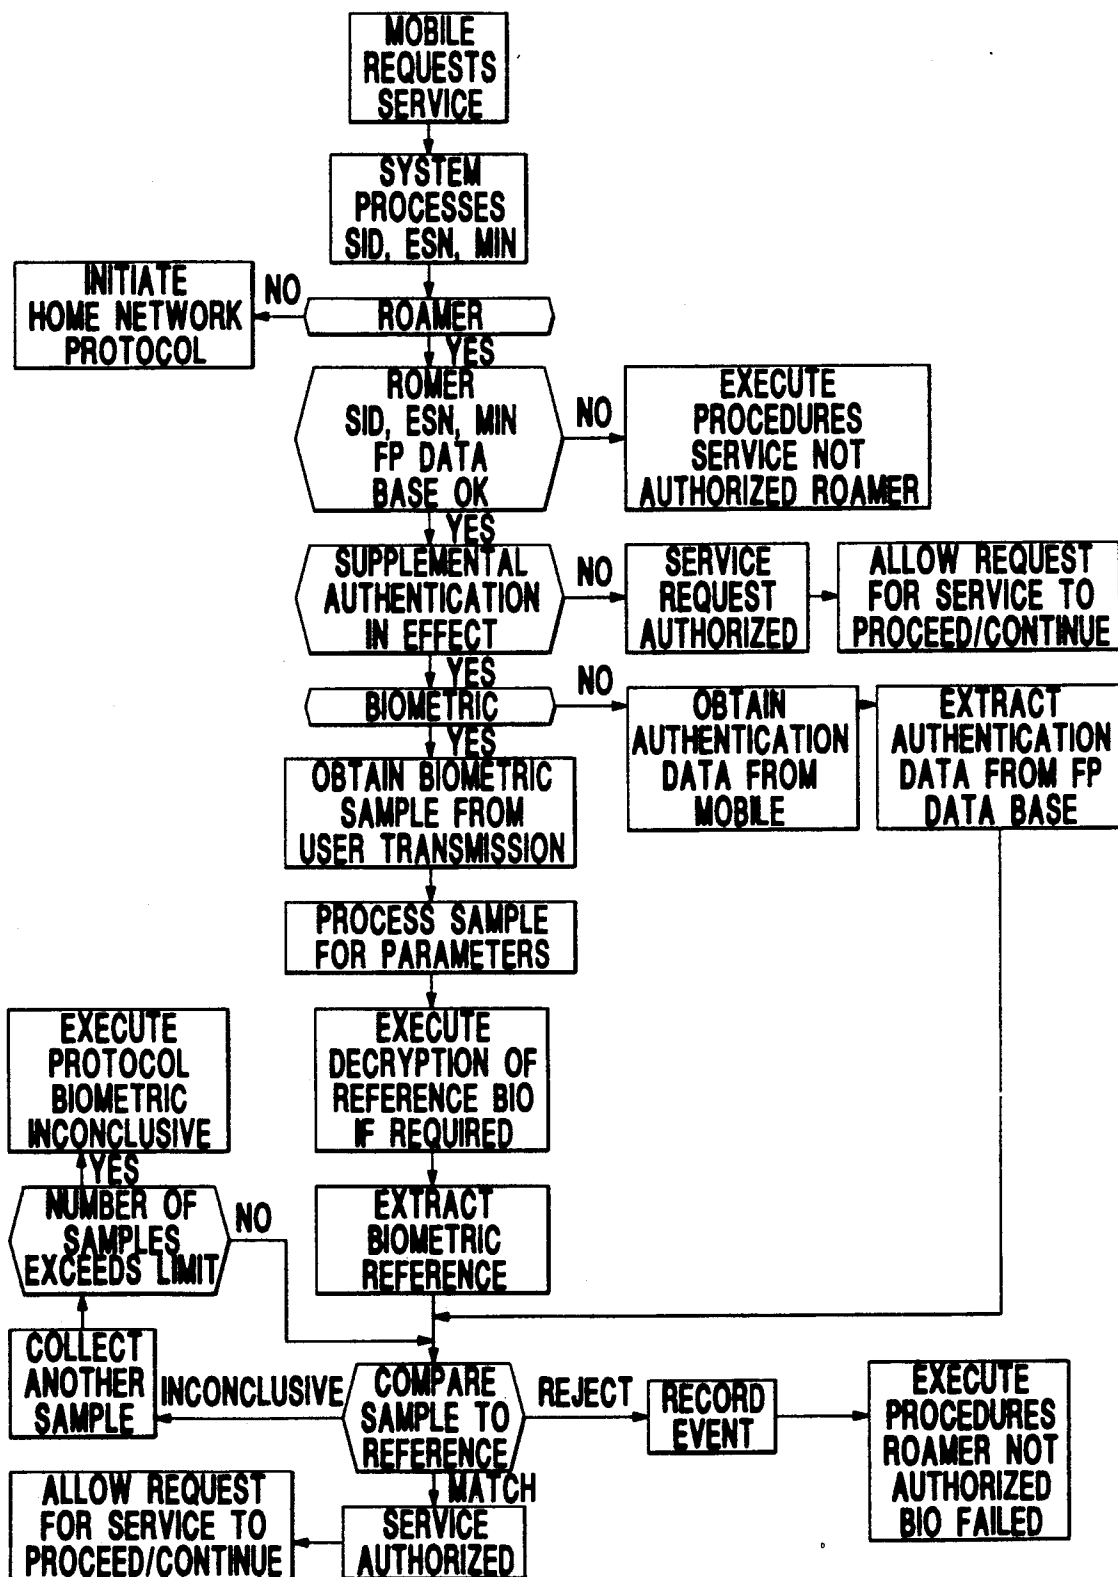 MOBILE
REQUESTS
SERVICE
SYSTEM
PROCESSES
SID, ESN, MIN
INITIATE
HOME NETWORK
PROTOCOL
NO
ROAMER
YES
ROMER
SID, ESN, MIN
FP DATA
BASE OK
NO
EXECUTE
PROCEDURES
SERVICE NOT
AUTHORIZED ROAMER
YES
SUPPLEMENTAL
AUTHENTICATION
IN EFFECT
NO
SERVICE
REQUEST
AUTHORIZED
ALLOW REQUEST
FOR SERVICE TO
PROCEED/CONTINUE
YES
BIOMETRIC
NO
OBTAIN
AUTHENTICATION
DATA FROM
MOBILE
EXTRACT
AUTHENTICATION
DATA FROM FP
DATA BASE
YES
OBTAIN BIOMETRIC
SAMPLE FROM
USER TRANSMISSION
PROCESS SAMPLE
FOR PARAMETERS
EXECUTE
DECRYPTION OF
REFERENCE BIO
IF REQUIRED
EXTRACT
BIOMETRIC
REFERENCE
EXECUTE
PROTOCOL
BIOMETRIC
INCONCLUSIVE
YES
NUMBER OF
SAMPLES
EXCEEDS LIMIT
NO
COLLECT
ANOTHER
SAMPLE
INCONCLUSIVE
COMPARE
SAMPLE TO
REFERENCE
REJECT
RECORD
EVENT
EXECUTE
PROCEDURES
ROAMER NOT
AUTHORIZED
BIO FAILED
MATCH
SERVICE
AUTHORIZED
ALLOW REQUEST
FOR SERVICE TO
PROCEED/CONTINUE